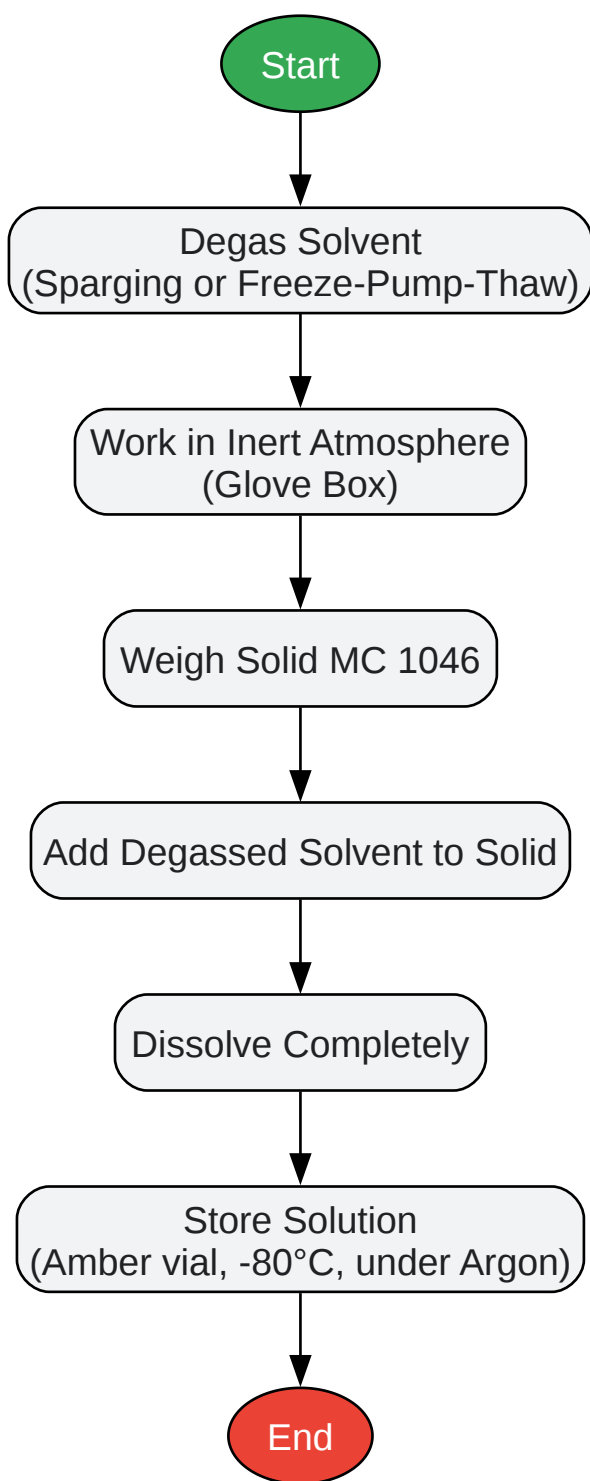 Start
Degas Solvent
(Sparging or Freeze-Pump-Thaw)
Work in Inert Atmosphere
(Glove Box)
Weigh Solid MC 1046
Add Degassed Solvent to Solid
Dissolve Completely
Store Solution
(Amber vial, -80°C, under Argon)
End